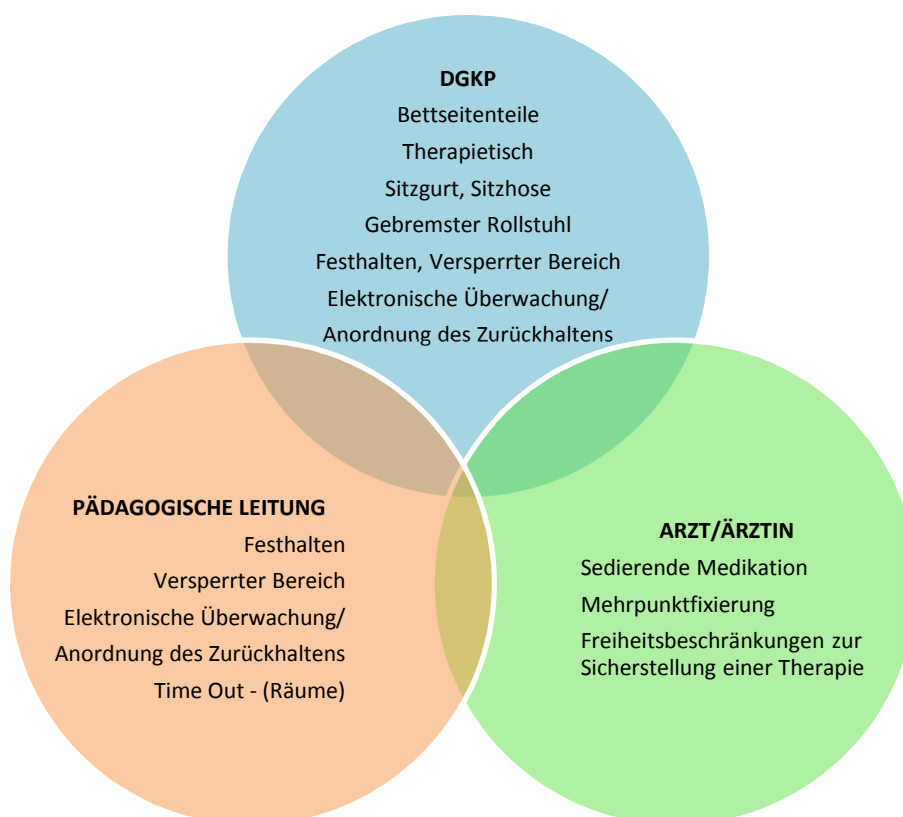 DGKP
Bettseitenteile
Therapietisch
Sitzgurt, Sitzhose
Gebremster Rollstuhl
Festhalten, Versperrter Bereich
Elektronische Überwachung/
Anordnung des Zurückhaltens
PÄDAGOGISCHE LEITUNG
Festhalten
Versperrter Bereich
Elektronische Überwachung/
Anordnung des Zurückhaltens
Time Out - (Räume)
ARZT/ÄRZTIN
Sedierende Medikation
Mehrpunktfixierung
Freiheitsbeschränkungen zur
Sicherstellung einer Therapie